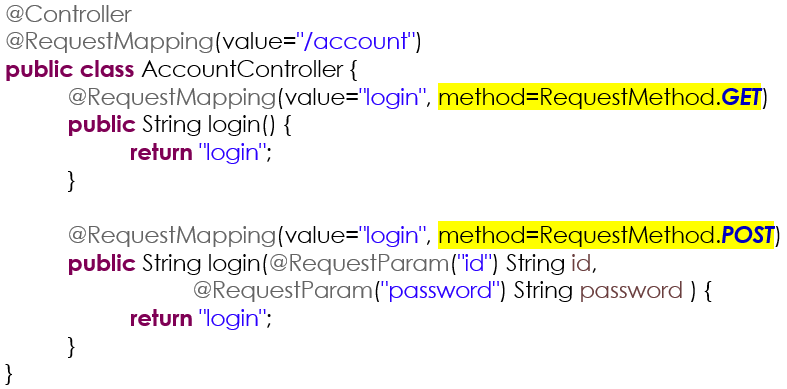 @Controller
@RequestMapping(value="/account")
public class AccountController {
@RequestMapping(value="login", method=RequestMethod.GET)
public String login() {
return "login";
}
@RequestMapping(value="login", method=RequestMethod.POST)
public String login(@RequestParam("id") String id,
@RequestParam("password") String password ) {
return "login";
}
}